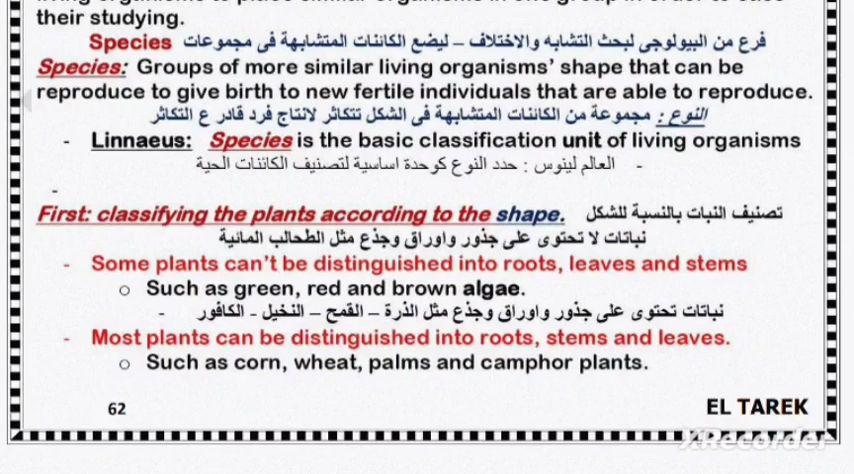 their studying.
Species فرع من البيولوجى لبحث التشابه والاختلاف – ليضع الكائنات المتشابهة فى مجموعات
Species: Groups of more similar living organisms’ shape that can be
reproduce to give birth to new fertile individuals that are able to reproduce.
النوع : مجموعة من الكائنات المتشابهة فى الشكل تتكاثر لانتاج فرد قادر ع التكاثر
- Linnaeus: Species is the basic classification unit of living organisms
- العالم لينوس : حدد النوع كوحدة اساسية لتصنيف الكائنات الحية
-
First: classifying the plants according to the shape. تصنيف النبات بالنسبة للشكل
نباتات لا تحتوى على جذور واوراق وجذع مثل الطحالب المائية
- Some plants can’t be distinguished into roots, leaves and stems
o Such as green, red and brown algae.
نباتات تحتوى على جذور واوراق وجذع مثل الذرة – القمح – النخيل - الكافور -
- Most plants can be distinguished into roots, stems and leaves.
o Such as corn, wheat, palms and camphor plants.
62
EL TAREK
XRecorder